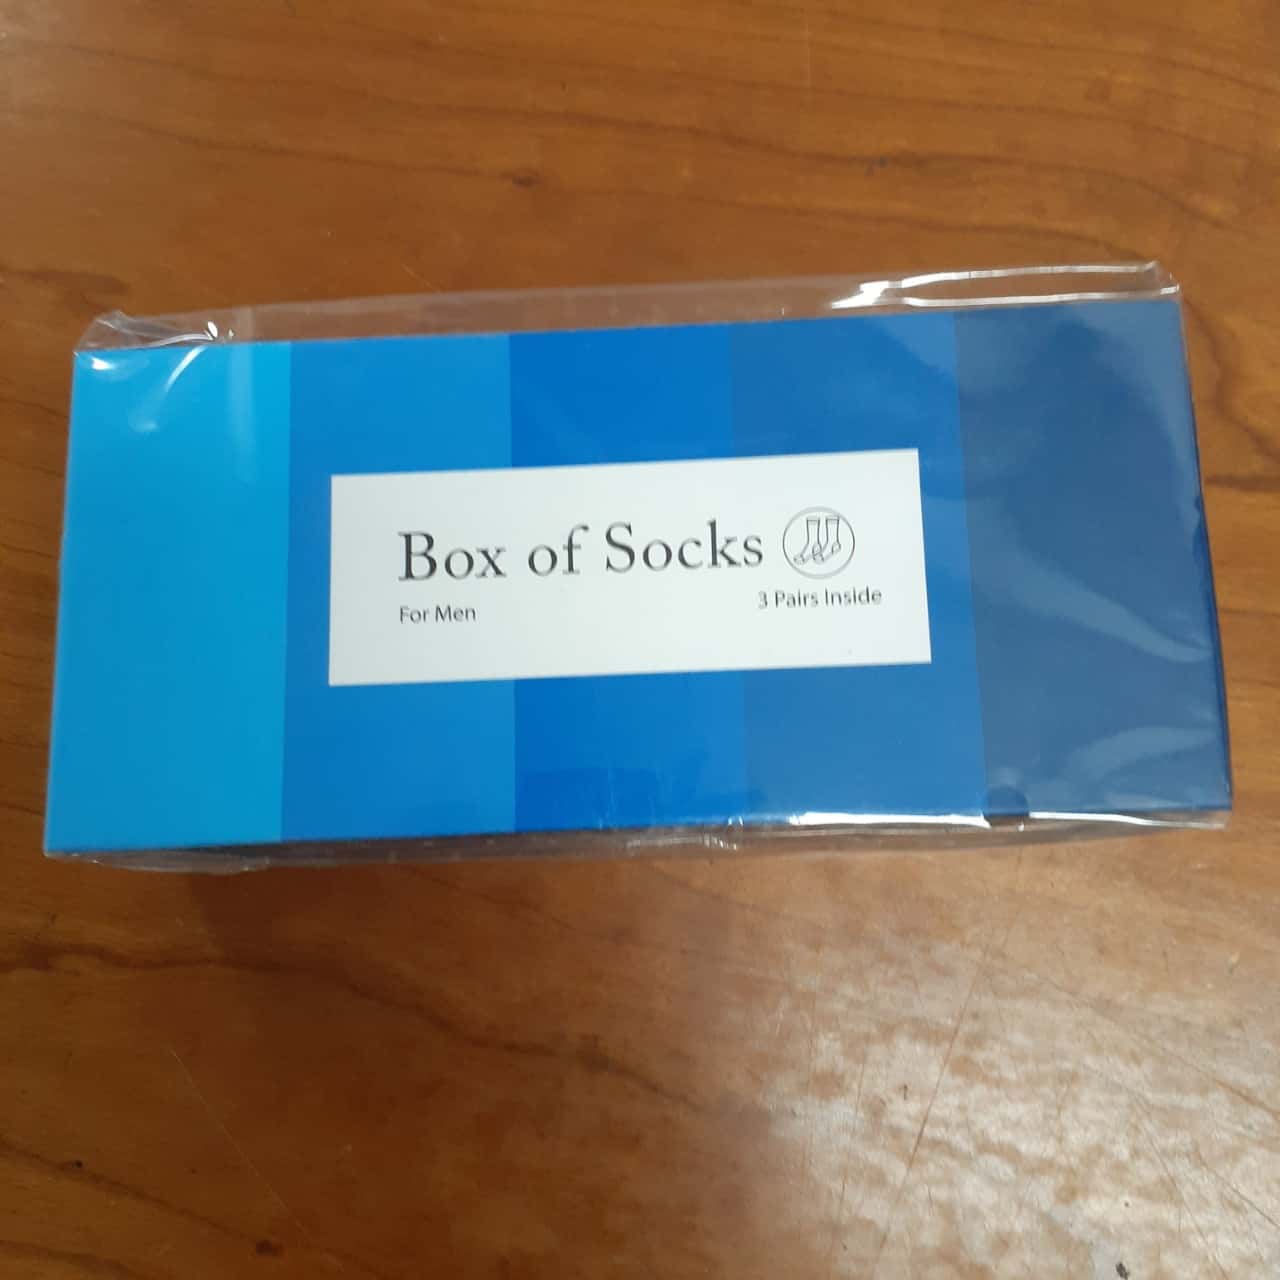 Box of Socks
For Men
3 Pairs Inside